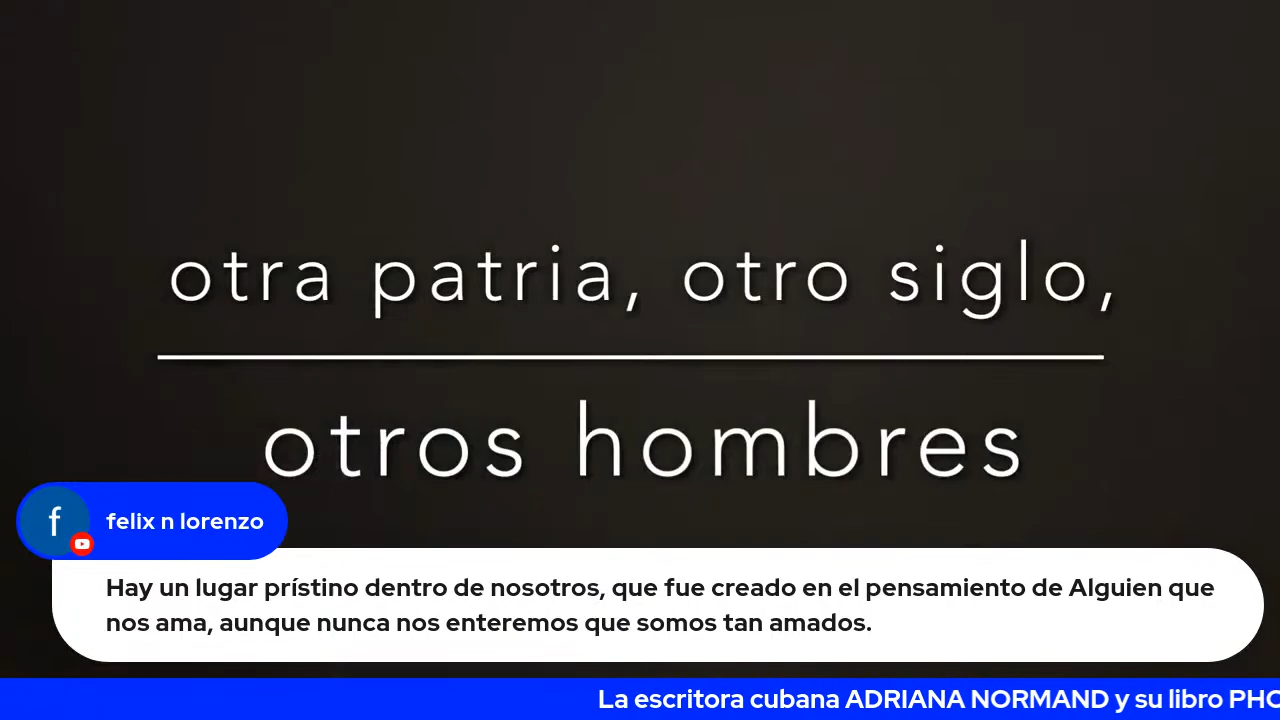 otra patria, otro siglo,
otros hombres
f
felix n lorenzo
Hay un lugar prístino dentro de nosotros, que fue creado en el pensamiento de Alguien que
nos ama, aunque nunca nos enteremos que somos tan amados.
La escritora cubana ADRIANA NORMAND y su libro